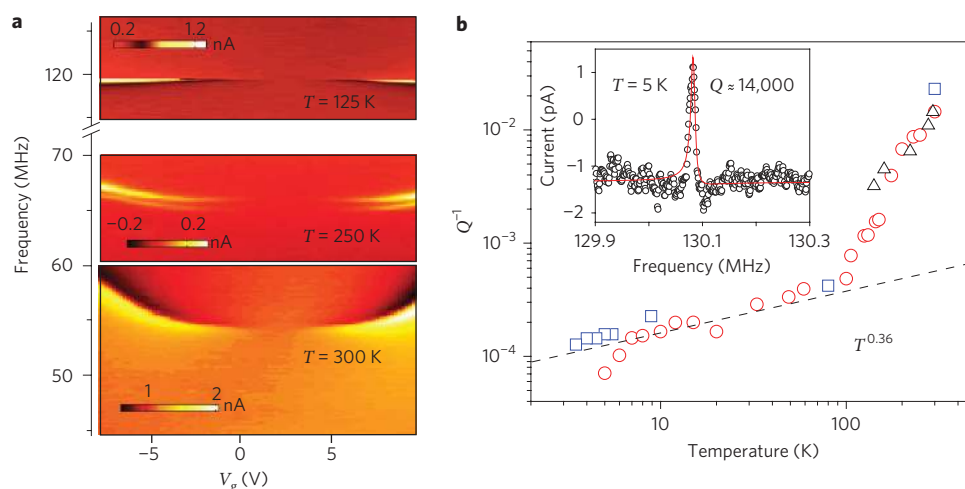 a
0.2 1.2
nA
T = 125 K
120
70
−0.2 0.2
nA
T = 250 K
60
T = 300 K
50
1 2
nA
−5 0 5
V_g (V)
Frequency (MHz)
b
10⁻²
10⁻³
10⁻⁴
Q⁻¹
T = 5 K Q ≈ 14,000
1
0
−1
−2
Current (pA)
129.9 130.1 130.3
Frequency (MHz)
T^0.36
10 100
Temperature (K)